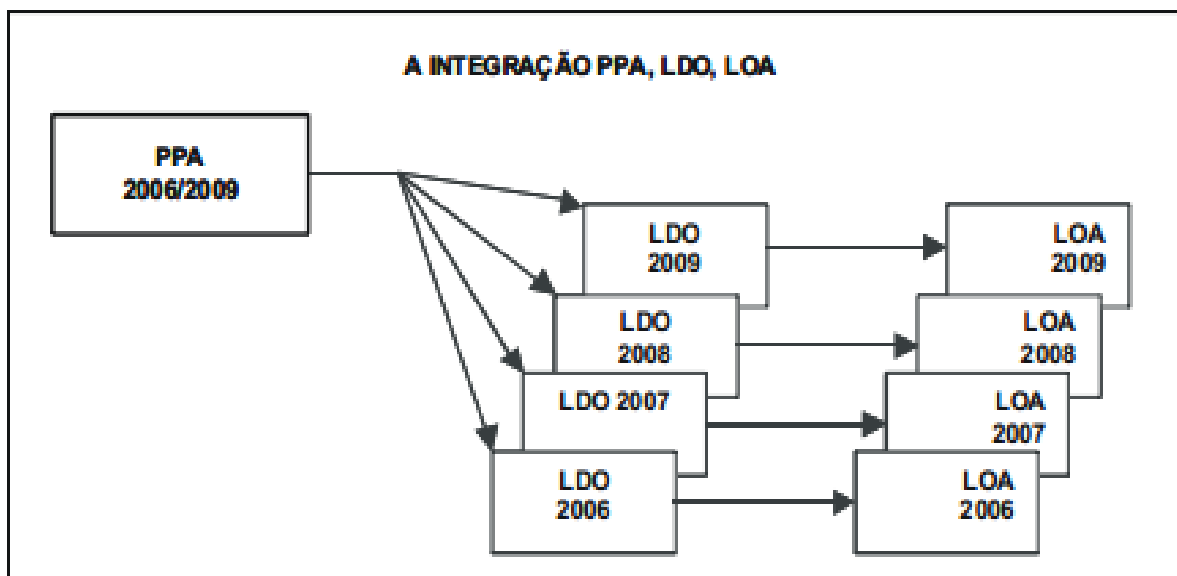 A INTEGRAÇÃO PPA, LDO, LOA
PPA
2006/2009
LDO
2009
LOA
2009
LDO
2008
LOA
2008
LDO 2007
LOA
2007
LDO
2006
LOA
2006